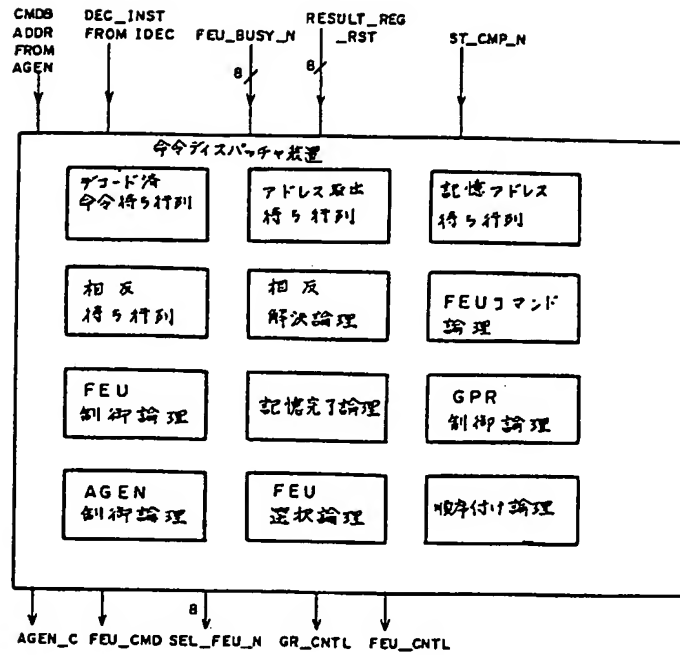 CMDS
ADDR
FROM
AGEN
DEC_INST
FROM IDEC
FEU_BUSY_N
RESULT_REG
_RST
ST_CMP_N
8
8
命令ディスパッチャ装置
デコード済
命令待ち行列
アドレス取出
待ち行列
記憶アドレス
待ち行列
相反
待ち行列
相反
解決論理
FEUコマンド
論理
FEU
制御論理
記憶完了論理
GPR
制御論理
AGEN
制御論理
FEU
選択論理
順序付け論理
8
AGEN_C
FEU_CMD
SEL_FEU_N
GR_CNTL
FEU_CNTL